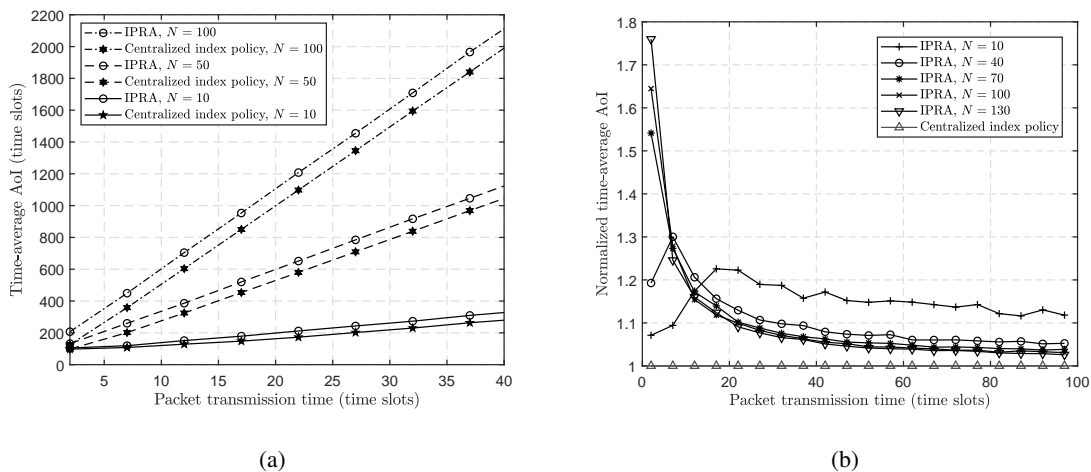 2200
2000
1800
1600
1400
1200
1000
800
600
400
200
0
Time-average AoI (time slots)
IPRA, N = 100
Centralized index policy, N = 100
IPRA, N = 50
Centralized index policy, N = 50
IPRA, N = 10
Centralized index policy, N = 10
5 10 15 20 25 30 35 40
Packet transmission time (time slots)
(a)
1.8
1.7
1.6
1.5
1.4
1.3
1.2
1.1
1
Normalized time-average AoI
IPRA, N = 10
IPRA, N = 40
IPRA, N = 70
IPRA, N = 100
IPRA, N = 130
Centralized index policy
0 20 40 60 80 100
Packet transmission time (time slots)
(b)